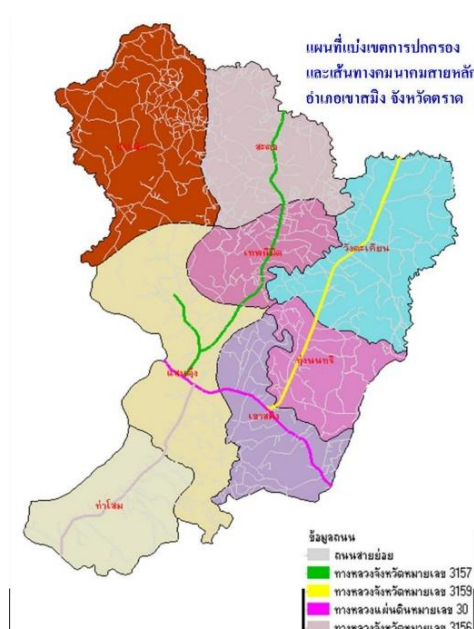 แผนที่แบ่งเขตการปกครอง
และเส้นทางคมนาคมสายหลัก
อำเภอเขาสมิง จังหวัดตราด
สะตอ
เทพนิมิต
วังตะเคียน
ทุ่งนนทรี
แสนตุ้ง
เขาสมิง
ท่าโสม
ข้อมูลถนน
ถนนสายย่อย
ทางหลวงจังหวัดหมายเลข 3157
ทางหลวงจังหวัดหมายเลข 3159
ทางหลวงแผ่นดินหมายเลข 30
ทางหลวงจังหวัดหมายเลข 3156